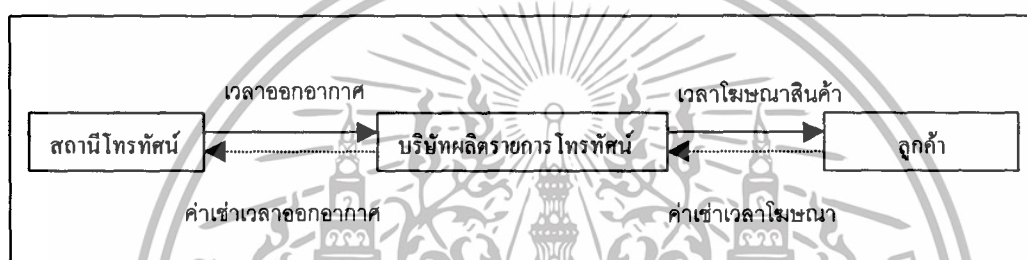 เวลาออกอากาศ
เวลาโฆษณาสินค้า
สถานีโทรทัศน์
บริษัทผลิตรายการโทรทัศน์
ลูกค้า
ค่าเช่าเวลาออกอากาศ
ค่าเช่าเวลาโฆษณา